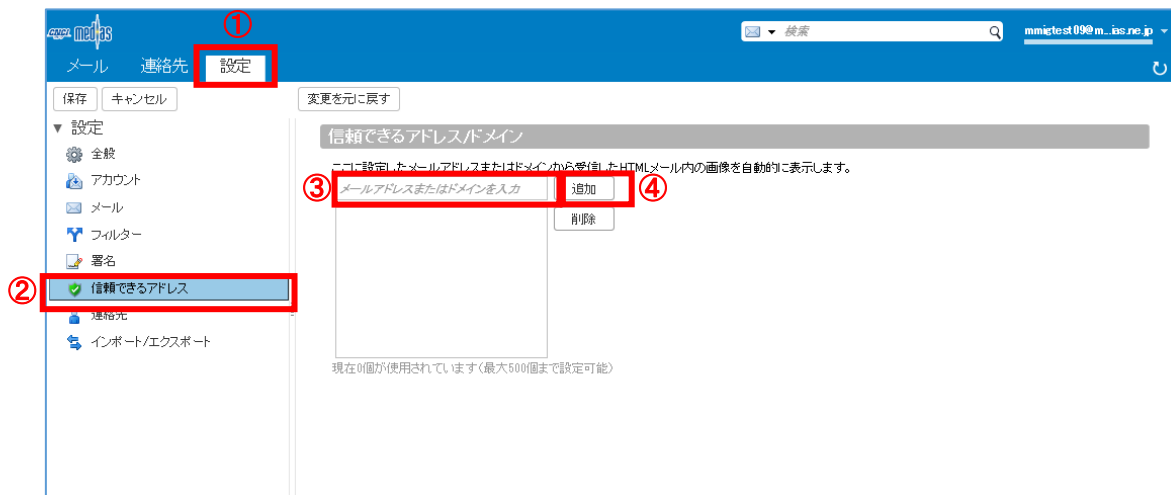 ①
CNCI medias
▼ 検索
mmigtest09@m...ias.ne.jp
メール 連絡先 設定
保存 キャンセル 変更を元に戻す
▼ 設定
全般
アカウント
メール
フィルター
署名
② 信頼できるアドレス
連絡先
インポート/エクスポート
信頼できるアドレス/ドメイン
ここに設定したメールアドレスまたはドメインから受信したHTMLメール内の画像を自動的に表示します。
③ メールアドレスまたはドメインを入力 追加 ④
削除
現在0個が使用されています(最大500個まで設定可能)